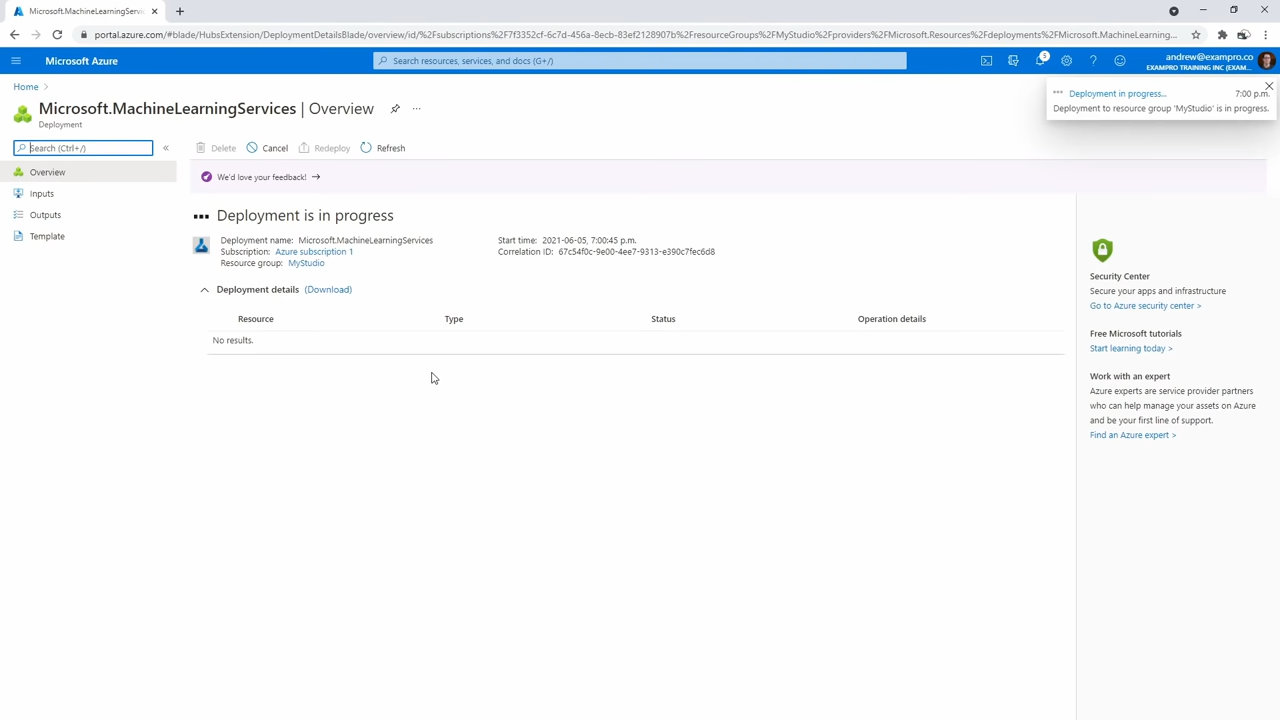 Microsoft.MachineLearningServic
portal.azure.com/#blade/HubsExtension/DeploymentDetailsBlade/overview/id/%2Fsubscriptions%2F7f3352cf-6c7d-456a-8ecb-83ef2128907b%2FresourceGroups%2FMyStudio%2Fproviders%2FMicrosoft.Resources%2Fdeployments%2FMicrosoft.MachineLearning...
Microsoft Azure
Search resources, services, and docs (G+/)
5
andrew@exampro.co
EXAMPRO TRAINING INC (EXAM...
Home >
Microsoft.MachineLearningServices | Overview
Deployment
Deployment in progress...
7:00 p.m.
Deployment to resource group 'MyStudio' is in progress.
Search (Ctrl+/)
«
Delete
Cancel
Redeploy
Refresh
Overview
Inputs
Outputs
Template
We'd love your feedback! →
Deployment is in progress
Deployment name: Microsoft.MachineLearningServices
Subscription: Azure subscription 1
Resource group: MyStudio
Start time: 2021-06-05, 7:00:45 p.m.
Correlation ID: 67c54f0c-9e00-4ee7-9313-e390c7fec6d8
Deployment details (Download)
Resource
Type
Status
Operation details
No results.
Security Center
Secure your apps and infrastructure
Go to Azure security center >
Free Microsoft tutorials
Start learning today >
Work with an expert
Azure experts are service provider partners
who can help manage your assets on Azure
and be your first line of support.
Find an Azure expert >